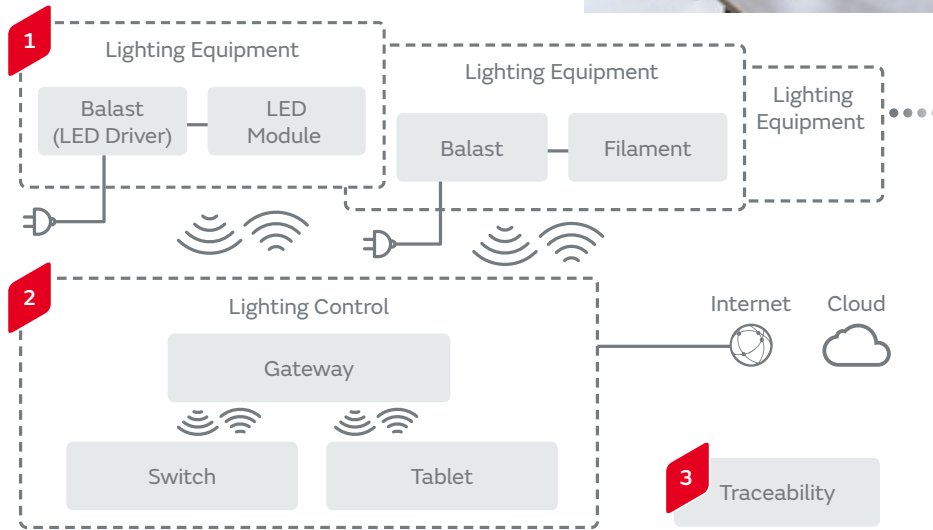 1
Lighting Equipment
Balast
(LED Driver)
LED
Module
Lighting Equipment
Balast
Filament
Lighting
Equipment
2
Lighting Control
Gateway
Switch
Tablet
Internet
Cloud
3
Traceability